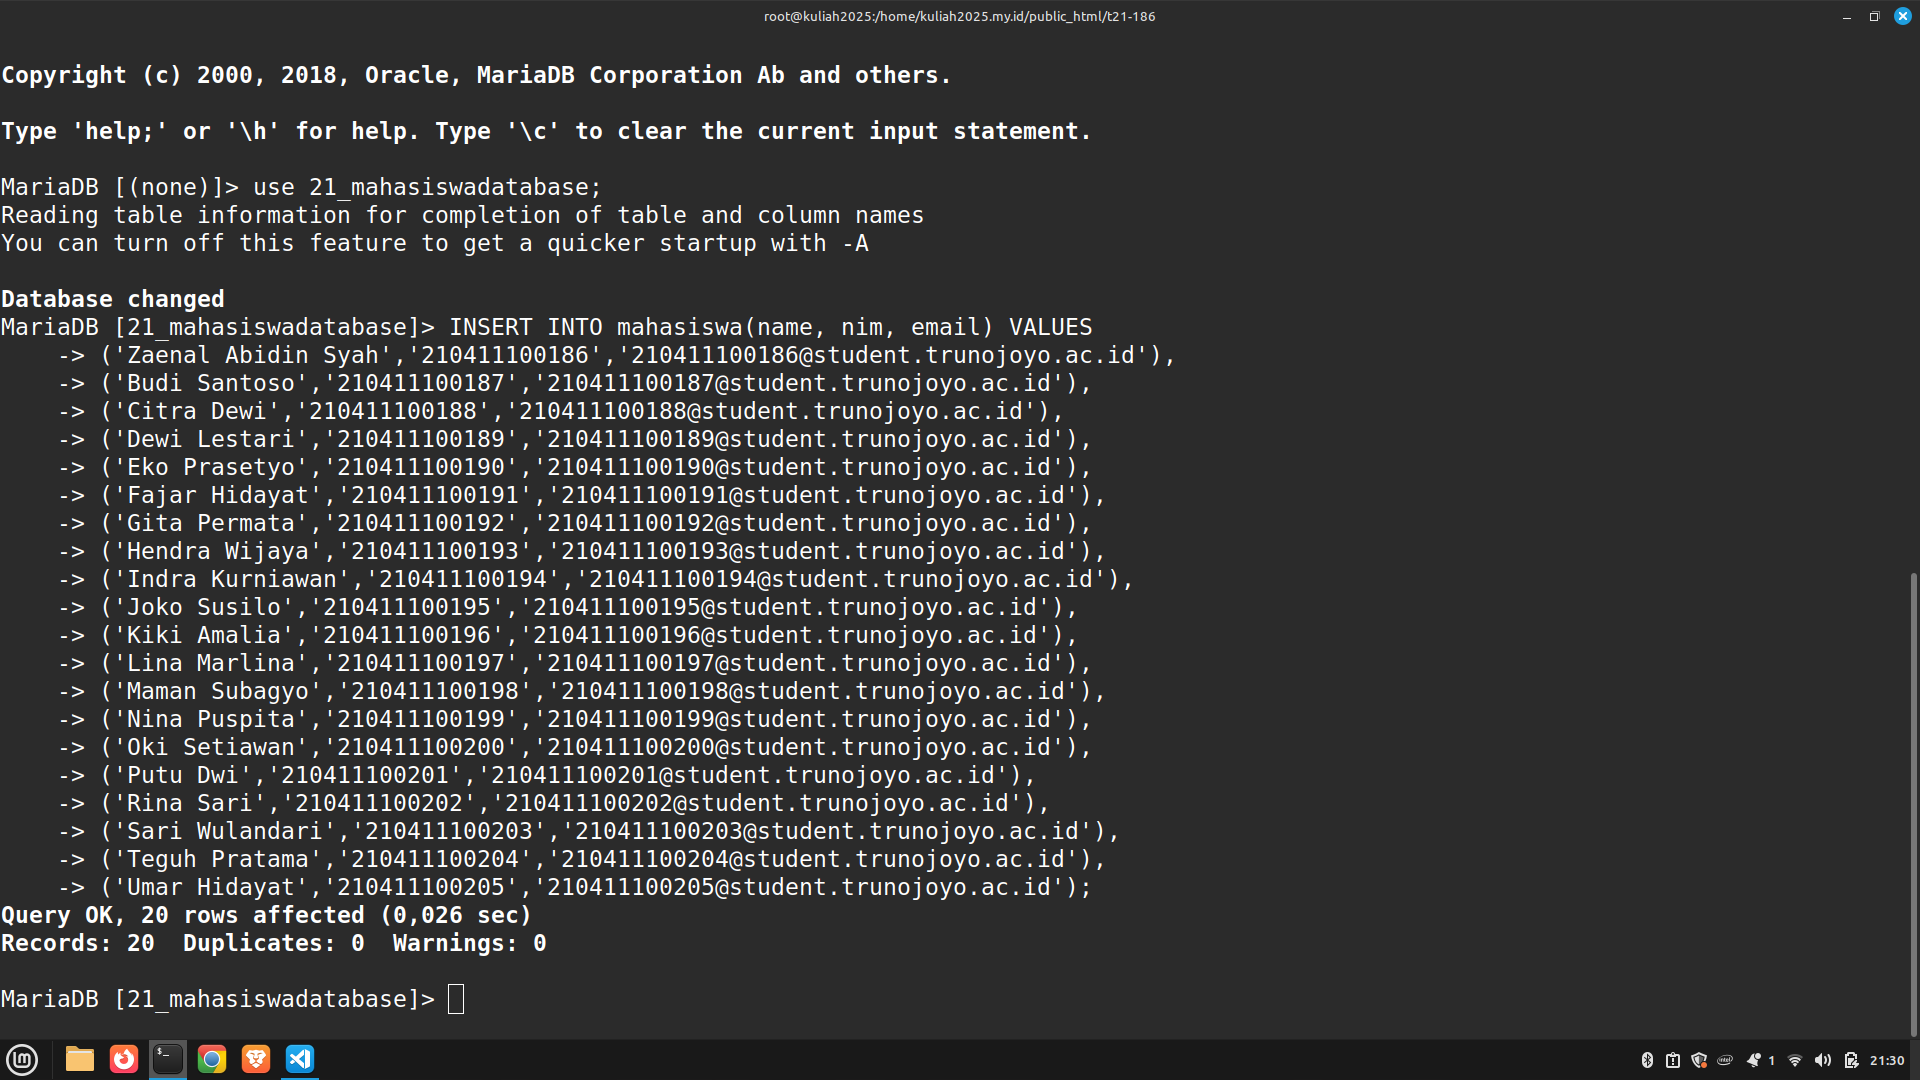 root@kuliah2025:/home/kuliah2025.my.id/public_html/t21-186
Copyright (c) 2000, 2018, Oracle, MariaDB Corporation Ab and others.
Type 'help;' or '\h' for help. Type '\c' to clear the current input statement.
MariaDB [(none)]> use 21_mahasiswadatabase;
Reading table information for completion of table and column names
You can turn off this feature to get a quicker startup with -A
Database changed
MariaDB [21_mahasiswadatabase]> INSERT INTO mahasiswa(name, nim, email) VALUES
    -> ('Zaenal Abidin Syah','210411100186','210411100186@student.trunojoyo.ac.id'),
    -> ('Budi Santoso','210411100187','210411100187@student.trunojoyo.ac.id'),
    -> ('Citra Dewi','210411100188','210411100188@student.trunojoyo.ac.id'),
    -> ('Dewi Lestari','210411100189','210411100189@student.trunojoyo.ac.id'),
    -> ('Eko Prasetyo','210411100190','210411100190@student.trunojoyo.ac.id'),
    -> ('Fajar Hidayat','210411100191','210411100191@student.trunojoyo.ac.id'),
    -> ('Gita Permata','210411100192','210411100192@student.trunojoyo.ac.id'),
    -> ('Hendra Wijaya','210411100193','210411100193@student.trunojoyo.ac.id'),
    -> ('Indra Kurniawan','210411100194','210411100194@student.trunojoyo.ac.id'),
    -> ('Joko Susilo','210411100195','210411100195@student.trunojoyo.ac.id'),
    -> ('Kiki Amalia','210411100196','210411100196@student.trunojoyo.ac.id'),
    -> ('Lina Marlina','210411100197','210411100197@student.trunojoyo.ac.id'),
    -> ('Maman Subagyo','210411100198','210411100198@student.trunojoyo.ac.id'),
    -> ('Nina Puspita','210411100199','210411100199@student.trunojoyo.ac.id'),
    -> ('Oki Setiawan','210411100200','210411100200@student.trunojoyo.ac.id'),
    -> ('Putu Dwi','210411100201','210411100201@student.trunojoyo.ac.id'),
    -> ('Rina Sari','210411100202','210411100202@student.trunojoyo.ac.id'),
    -> ('Sari Wulandari','210411100203','210411100203@student.trunojoyo.ac.id'),
    -> ('Teguh Pratama','210411100204','210411100204@student.trunojoyo.ac.id'),
    -> ('Umar Hidayat','210411100205','210411100205@student.trunojoyo.ac.id');
Query OK, 20 rows affected (0,026 sec)
Records: 20  Duplicates: 0  Warnings: 0
MariaDB [21_mahasiswadatabase]>
1 21:30